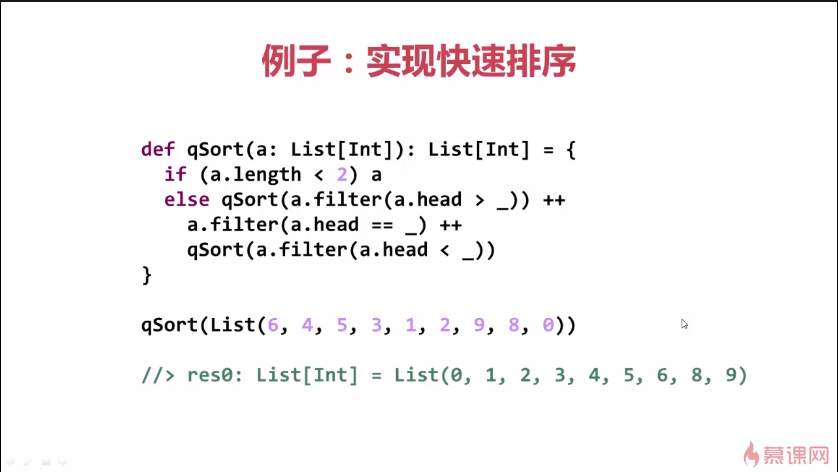 例子：实现快速排序
def qSort(a: List[Int]): List[Int] = {
  if (a.length < 2) a
  else qSort(a.filter(a.head > _)) ++
    a.filter(a.head == _) ++
    qSort(a.filter(a.head < _))
}
qSort(List(6, 4, 5, 3, 1, 2, 9, 8, 0))
//> res0: List[Int] = List(0, 1, 2, 3, 4, 5, 6, 8, 9)
慕课网